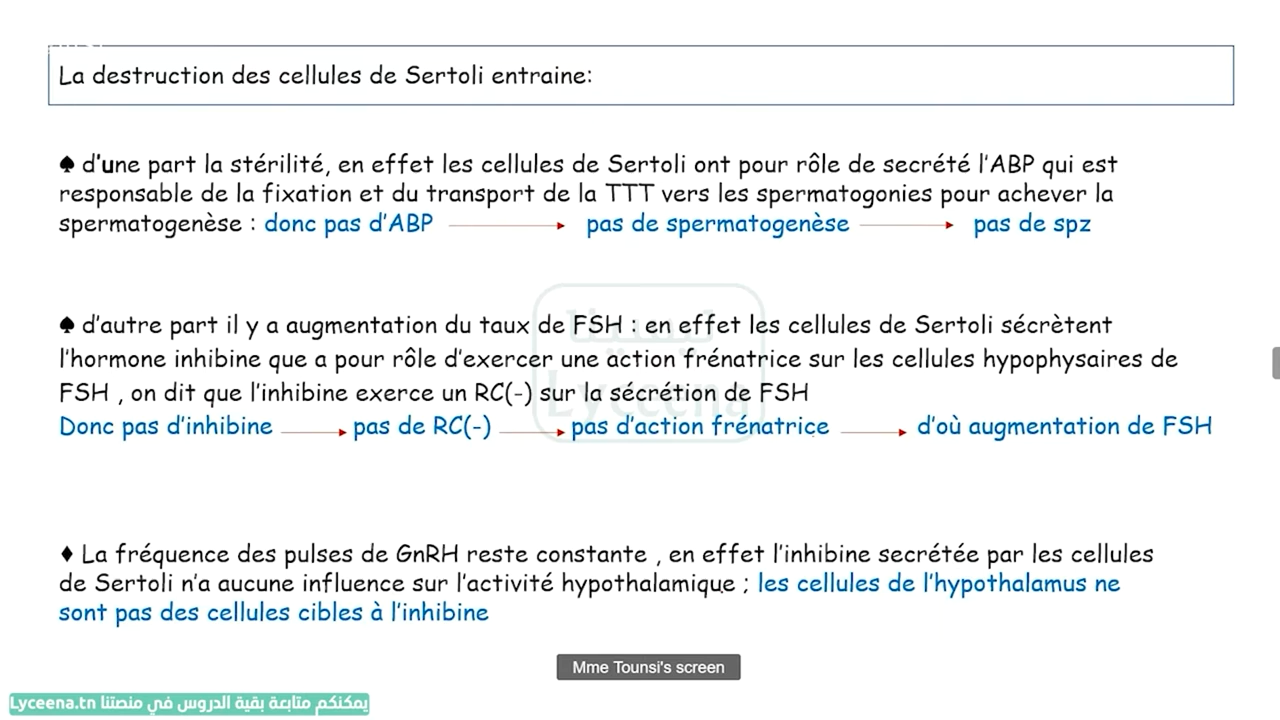 La destruction des cellules de Sertoli entraine:
♠ d'une part la stérilité, en effet les cellules de Sertoli ont pour rôle de secrété l'ABP qui est
responsable de la fixation et du transport de la TTT vers les spermatogonies pour achever la
spermatogenèse : donc pas d'ABP → pas de spermatogenèse → pas de spz
♠ d'autre part il y a augmentation du taux de FSH : en effet les cellules de Sertoli sécrètent
l'hormone inhibine que a pour rôle d'exercer une action frénatrice sur les cellules hypophysaires de
FSH , on dit que l'inhibine exerce un RC(-) sur la sécrétion de FSH
Donc pas d'inhibine → pas de RC(-) → pas d'action frénatrice → d'où augmentation de FSH
♦ La fréquence des pulses de GnRH reste constante , en effet l'inhibine secrétée par les cellules
de Sertoli n'a aucune influence sur l'activité hypothalamique ; les cellules de l'hypothalamus ne
sont pas des cellules cibles à l'inhibine
ليسينا
Lyceena
Mme Tounsi's screen
يمكنكم متابعة بقية الدروس في منصتنا Lyceena.tn